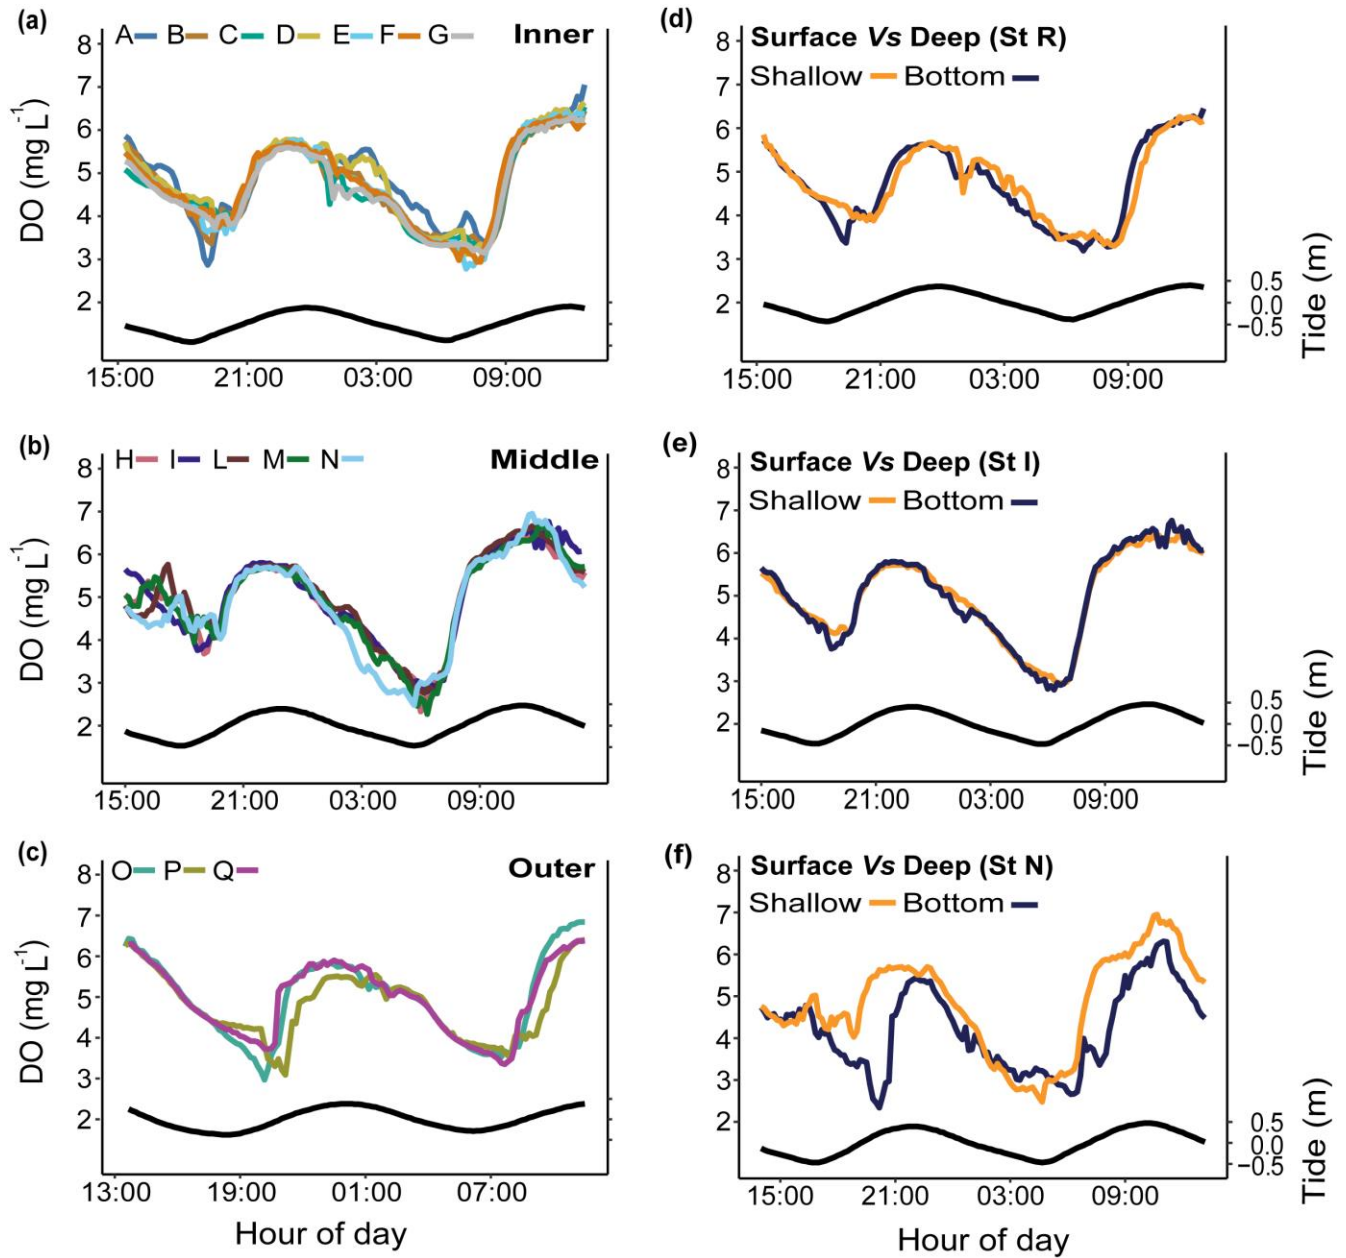 (a)
A B C D E F G Inner
8
7
6
5
4
3
2
DO (mg L-1)
15:00 21:00 03:00 09:00
(d)
Surface Vs Deep (St R)
Shallow Bottom
8
7
6
5
4
3
2
0.5
0.0
−0.5
Tide (m)
15:00 21:00 03:00 09:00
(b)
H I L M N Middle
8
7
6
5
4
3
2
DO (mg L-1)
15:00 21:00 03:00 09:00
(e)
Surface Vs Deep (St I)
Shallow Bottom
8
7
6
5
4
3
2
0.5
0.0
−0.5
Tide (m)
15:00 21:00 03:00 09:00
(c)
O P Q Outer
8
7
6
5
4
3
2
DO (mg L-1)
13:00 19:00 01:00 07:00
Hour of day
(f)
Surface Vs Deep (St N)
Shallow Bottom
8
7
6
5
4
3
2
0.5
0.0
−0.5
Tide (m)
15:00 21:00 03:00 09:00
Hour of day